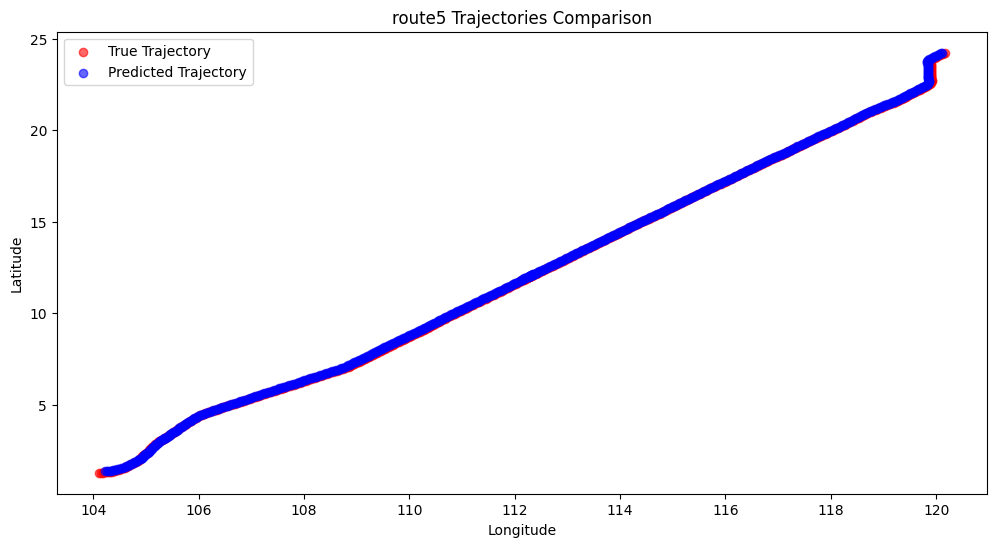 route5 Trajectories Comparison
True Trajectory
Predicted Trajectory
25
20
15
10
5
Latitude
104 106 108 110 112 114 116 118 120
Longitude